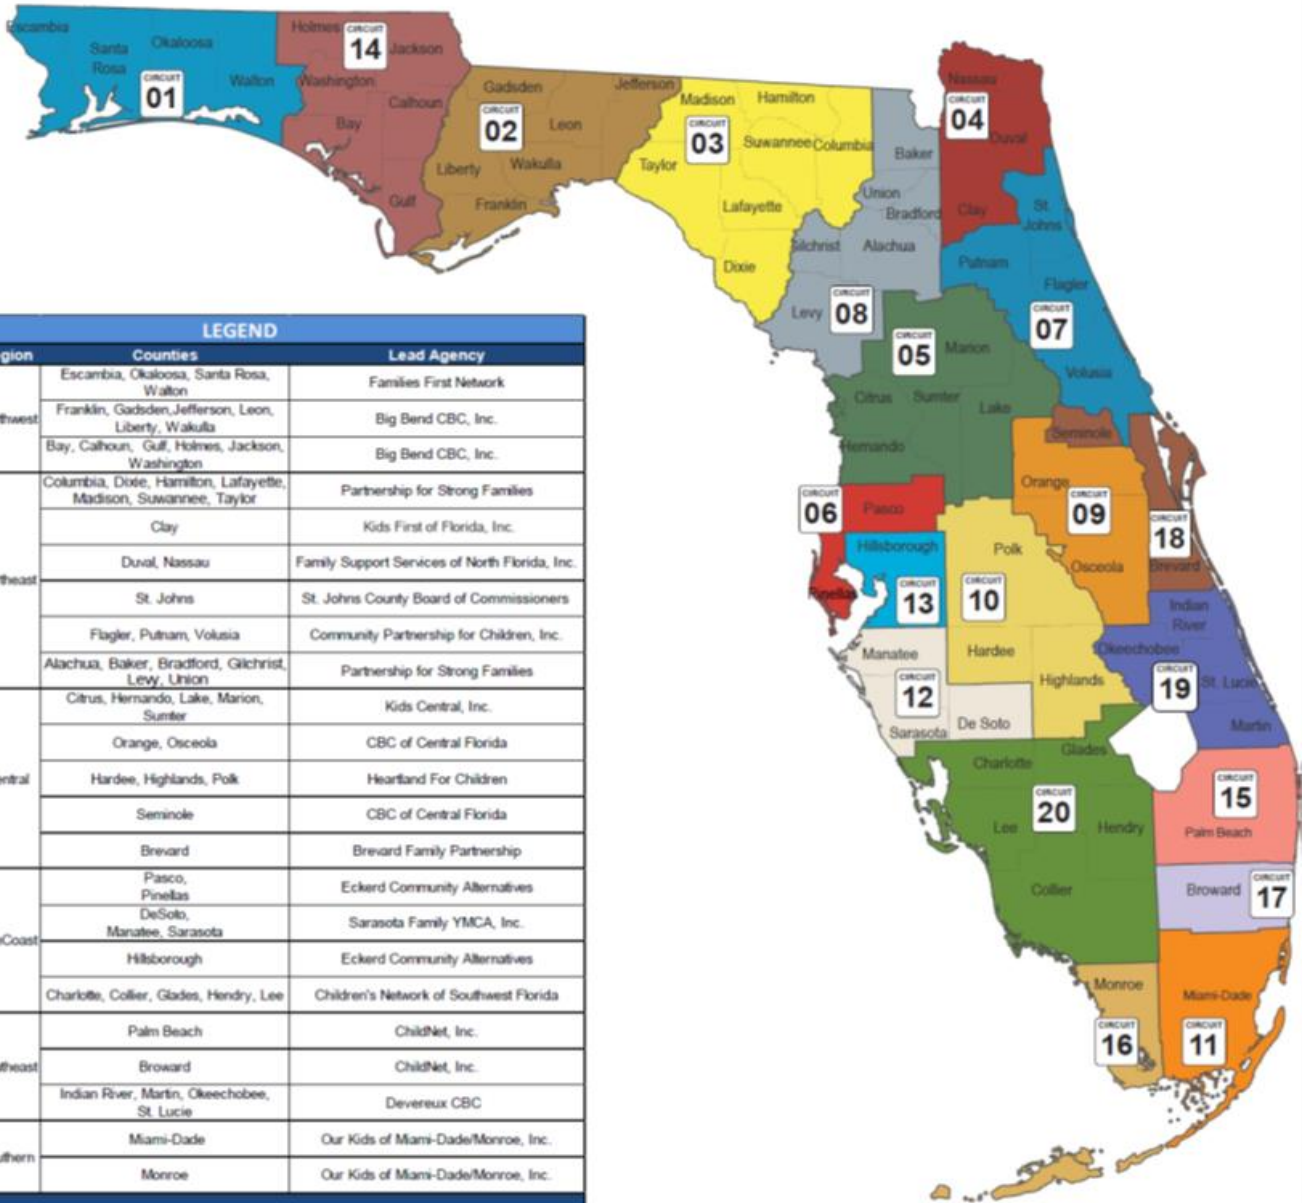 Escambia
Santa
Rosa
Okaloosa
Walton
CIRCUIT
01
Holmes
CIRCUIT
14
Jackson
Washington
Calhoun
Bay
Gulf
Gadsden
Jefferson
CIRCUIT
02
Leon
Liberty
Wakulla
Franklin
Madison
Hamilton
CIRCUIT
03
Suwannee
Columbia
Taylor
Lafayette
Dixie
Nassau
CIRCUIT
04
Duval
Clay
Baker
Union
Bradford
Gilchrist
Alachua
Levy
CIRCUIT
08
St.
Johns
Putnam
Flagler
CIRCUIT
07
Volusia
CIRCUIT
05
Marion
Citrus
Sumter
Lake
Hernando
Seminole
Orange
CIRCUIT
09
Osceola
CIRCUIT
18
Brevard
CIRCUIT
06
Pasco
Pinellas
Hillsborough
CIRCUIT
13
Polk
CIRCUIT
10
Hardee
Highlands
Manatee
CIRCUIT
12
Sarasota
De Soto
Indian
River
Okeechobee
CIRCUIT
19
St. Lucie
Martin
Charlotte
Glades
CIRCUIT
20
Lee
Hendry
Collier
CIRCUIT
15
Palm Beach
Broward
CIRCUIT
17
Monroe
CIRCUIT
16
Miami-Dade
CIRCUIT
11
LEGEND
gion Counties Lead Agency
Escambia, Okaloosa, Santa Rosa,
Walton
Families First Network
thwest
Franklin, Gadsden,Jefferson, Leon,
Liberty, Wakulla
Big Bend CBC, Inc.
Bay, Calhoun, Gulf, Holmes, Jackson,
Washington
Big Bend CBC, Inc.
Columbia, Dixie, Hamilton, Lafayette,
Madison, Suwannee, Taylor
Partnership for Strong Families
Clay Kids First of Florida, Inc.
Duval, Nassau Family Support Services of North Florida, Inc.
theast
St. Johns St. Johns County Board of Commissioners
Flagler, Putnam, Volusia Community Partnership for Children, Inc.
Alachua, Baker, Bradford, Gilchrist,
Levy, Union
Partnership for Strong Families
Citrus, Hernando, Lake, Marion,
Sumter
Kids Central, Inc.
Orange, Osceola CBC of Central Florida
entral Hardee, Highlands, Polk Heartland For Children
Seminole CBC of Central Florida
Brevard Brevard Family Partnership
Pasco,
Pinellas
Eckerd Community Alternatives
DeSoto,
Manatee, Sarasota
Sarasota Family YMCA, Inc.
Coast
Hillsborough Eckerd Community Alternatives
Charlotte, Collier, Glades, Hendry, Lee Children's Network of Southwest Florida
Palm Beach ChildNet, Inc.
theast Broward ChildNet, Inc.
Indian River, Martin, Okeechobee,
St. Lucie
Devereux CBC
Miami-Dade Our Kids of Miami-Dade/Monroe, Inc.
uthern
Monroe Our Kids of Miami-Dade/Monroe, Inc.